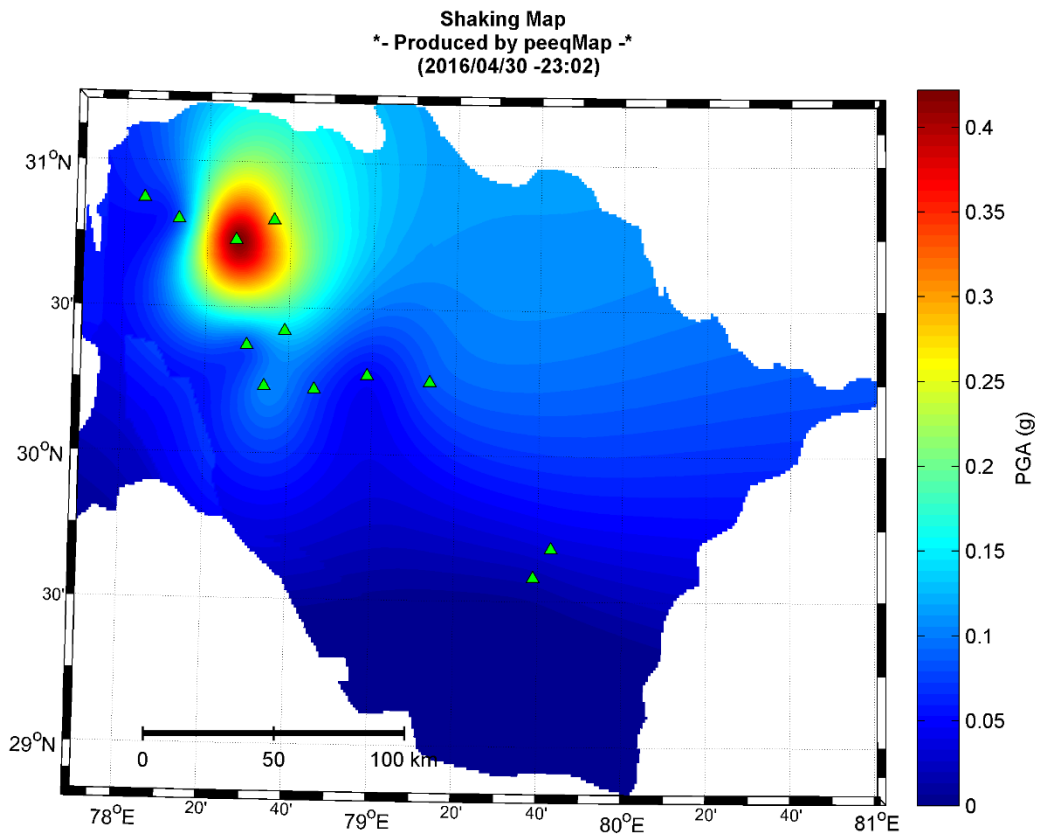 Shaking Map
*- Produced by peeqMap -*
(2016/04/30 -23:02)
31°N
30'
30°N
30'
29°N
78°E
20'
40'
79°E
20'
40'
80°E
20'
40'
81°E
0
50
100 km
0.4
0.35
0.3
0.25
0.2
0.15
0.1
0.05
0
PGA (g)